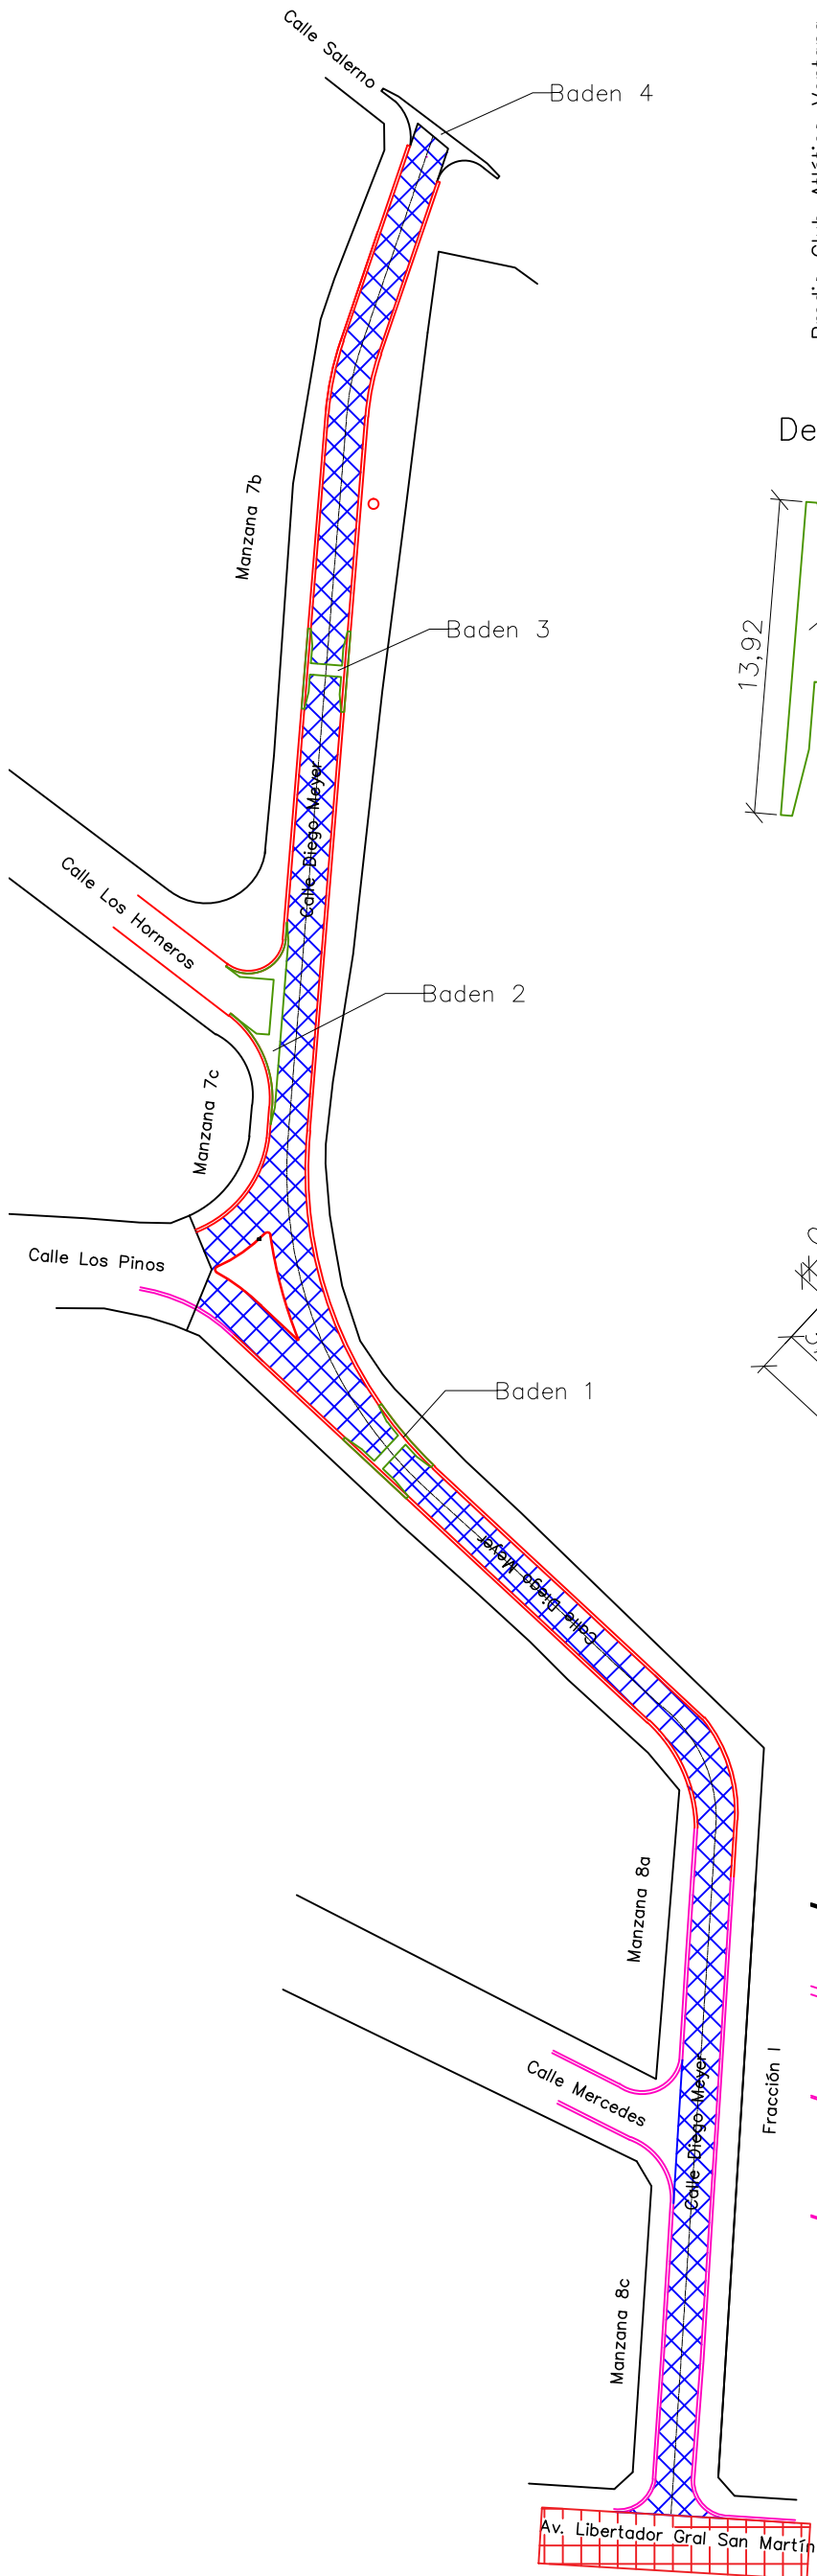 Calle Salerno
Baden 4
De
Manzana 7b
Baden 3
13,92
Calle Diego Meyer
Calle Los Horneros
Baden 2
Manzana 7c
Calle Los Pinos
Baden 1
Calle Diego Meyer
Manzana 8a
Fracción I
Calle Mercedes
Calle Diego Meyer
Manzana 8c
Av. Libertador Gral San Martín